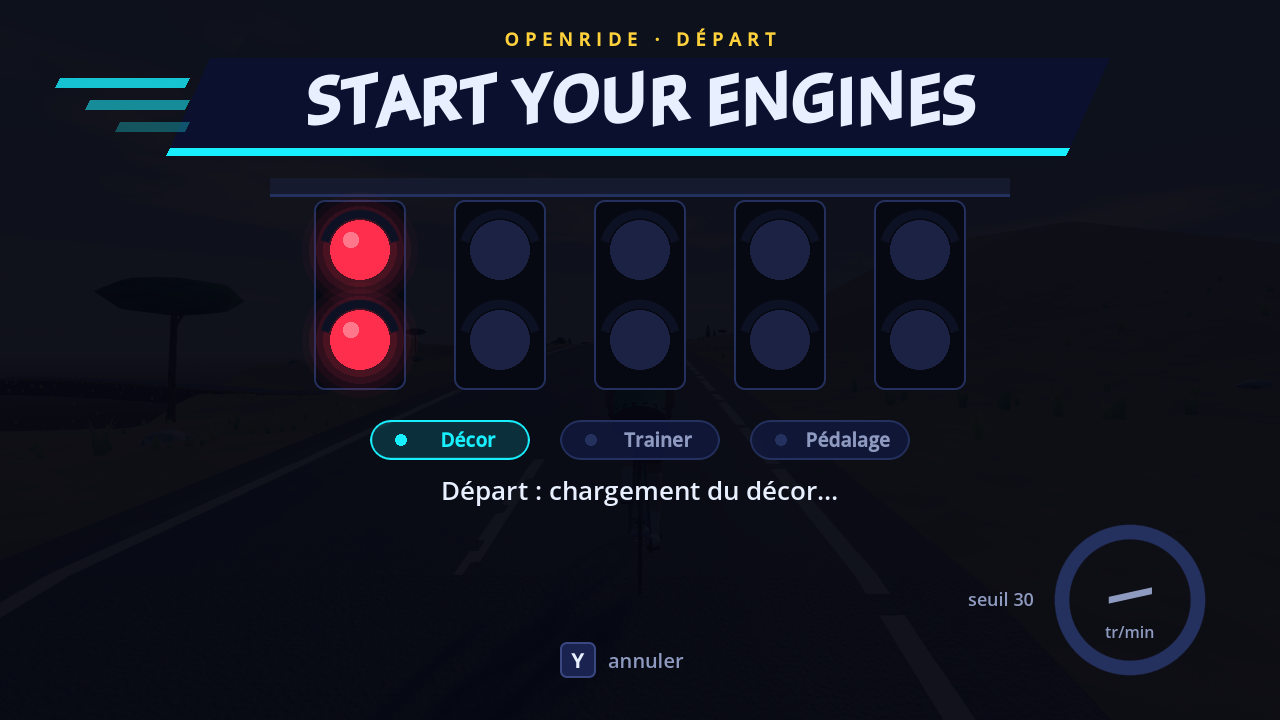 OPENRIDE · DÉPART
START YOUR ENGINES
Décor
Trainer
Pédalage
Départ : chargement du décor...
seuil 30
—
tr/min
Y annuler